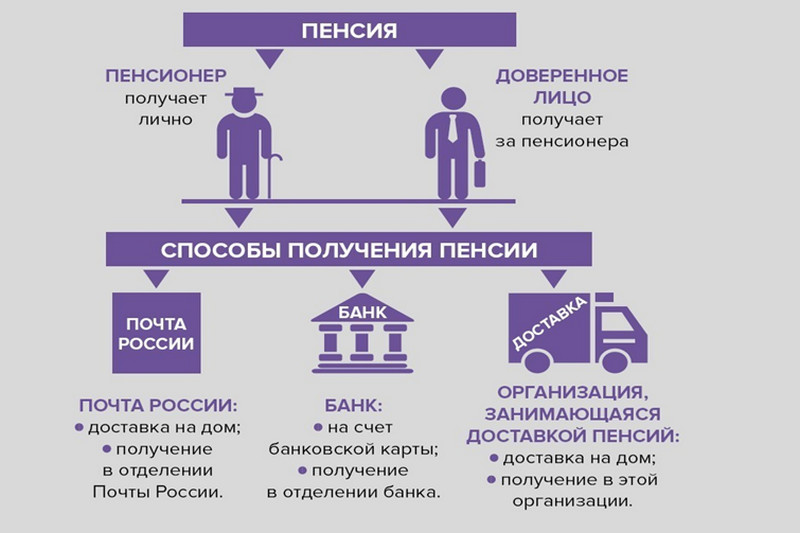 ПЕНСИЯ
ПЕНСИОНЕР
получает
лично
ДОВЕРЕННОЕ
ЛИЦО
получает
за пенсионера
СПОСОБЫ ПОЛУЧЕНИЯ ПЕНСИИ
ПОЧТА
РОССИИ
БАНК
ДОСТАВКА
ПОЧТА РОССИИ:
• доставка на дом;
• получение
в отделении
Почты России.
БАНК:
• на счет
банковской карты;
• получение
в отделении банка.
ОРГАНИЗАЦИЯ,
ЗАНИМАЮЩАЯСЯ
ДОСТАВКОЙ ПЕНСИЙ:
• доставка на дом;
• получение в этой
организации.